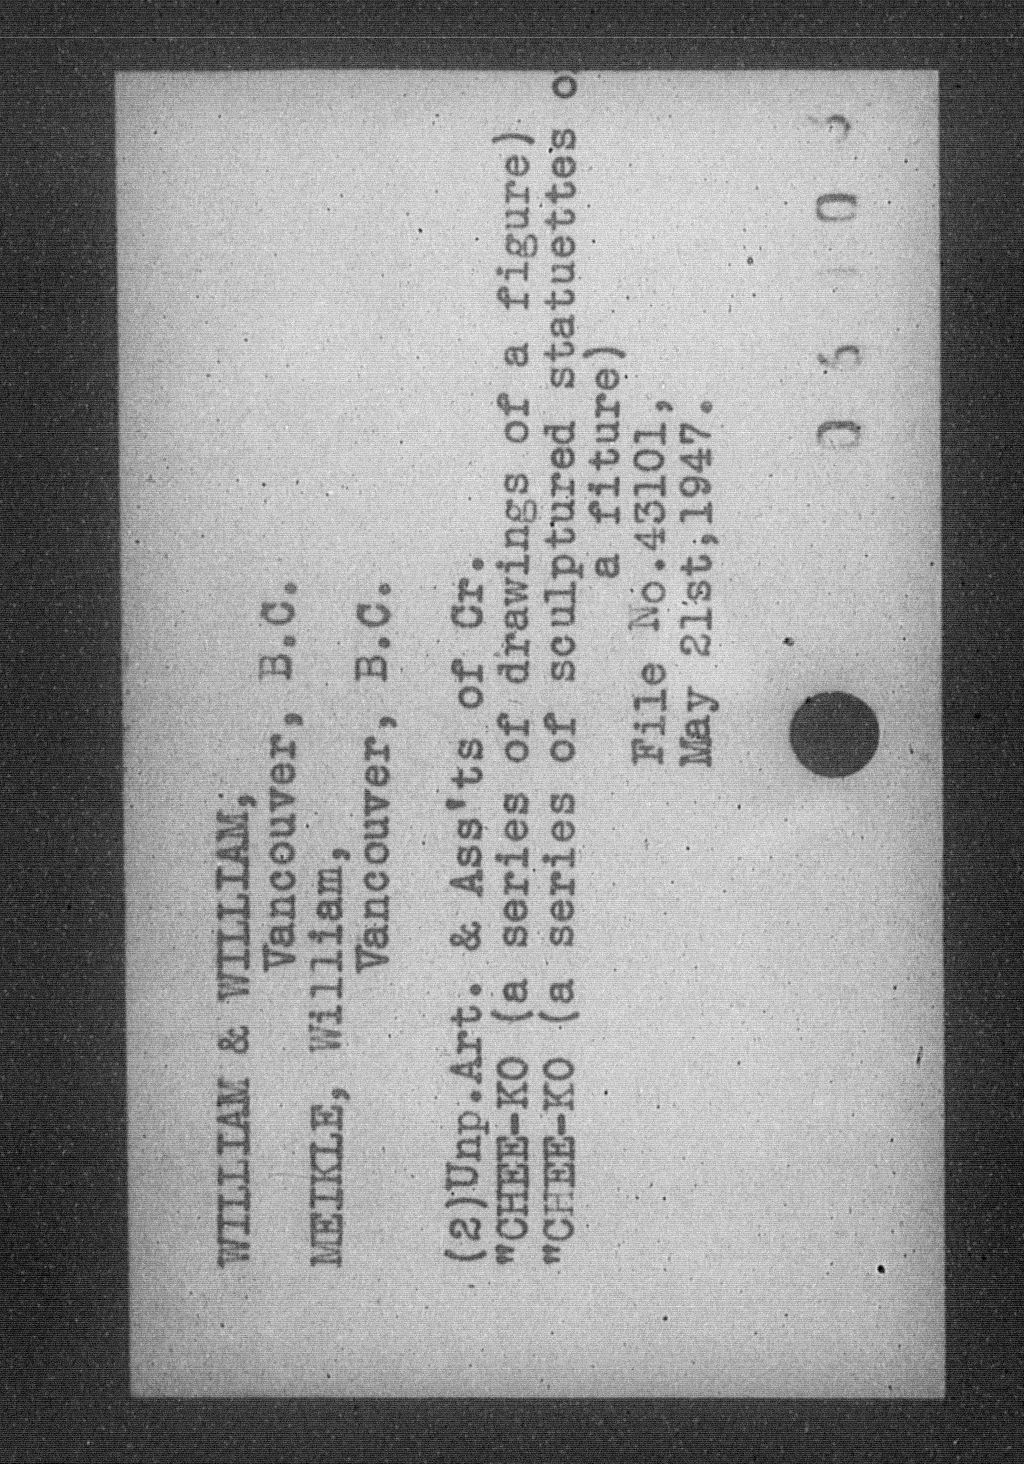 WILLIAM & WILLIAM,
Vancouver, B.C.
MEIKLE, William,
Vancouver, B.C.
(2)Unp.Art. & Ass'ts of Cr.
"CHEE-KO (a series of drawings of a figure)
"CHEE-KO (a series of sculptured statuettes o
a fiture)
File No.43101,
May 21st,1947.